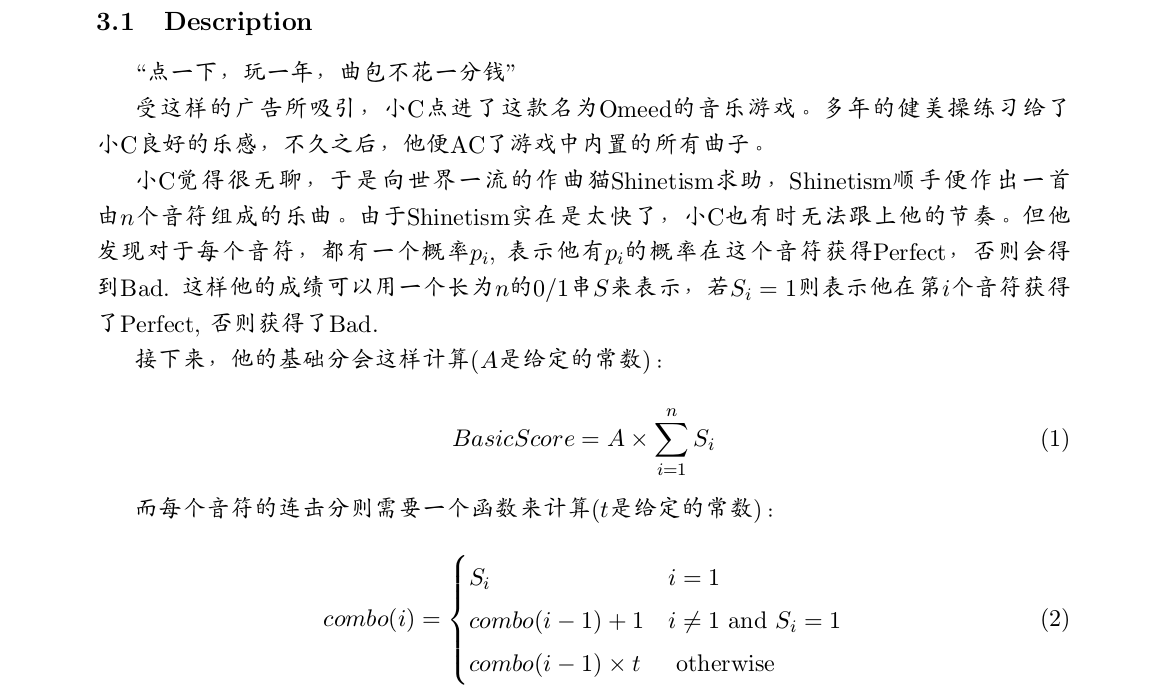 3.1 Description
“点一下，玩一年，曲包不花一分钱”
受这样的广告所吸引，小C点进了这款名为Omeed的音乐游戏。多年的健美操练习给了
小C良好的乐感，不久之后，他便AC了游戏中内置的所有曲子。
小C觉得很无聊，于是向世界一流的作曲猫Shinetism求助，Shinetism顺手便作出一首
由n个音符组成的乐曲。由于Shinetism实在是太快了，小C也有时无法跟上他的节奏。但他
发现对于每个音符，都有一个概率p_i, 表示他有p_i的概率在这个音符获得Perfect，否则会得
到Bad. 这样他的成绩可以用一个长为n的0/1串S来表示，若S_i = 1则表示他在第i个音符获得
了Perfect, 否则获得了Bad.
接下来，他的基础分会这样计算(A是给定的常数)：
BasicScore = A × ∑_{i=1}^{n} S_i (1)
而每个音符的连击分则需要一个函数来计算(t是给定的常数)：
combo(i) = { S_i i = 1
combo(i − 1) + 1 i ≠ 1 and S_i = 1 (2)
combo(i − 1) × t otherwise